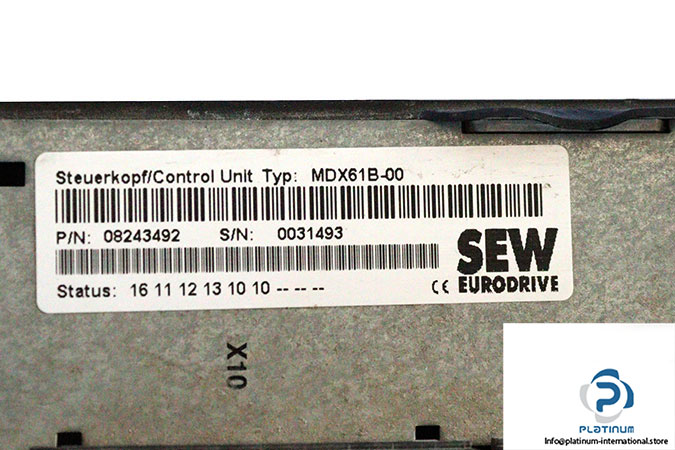 Steuerkopf/Control Unit Typ: MDX61B-00
P/N: 08243492 S/N: 0031493
SEW
EURODRIVE
Status: 16 11 12 13 10 10 -- -- -- CE
X10
PLATINUM
Info@platinum-international.store